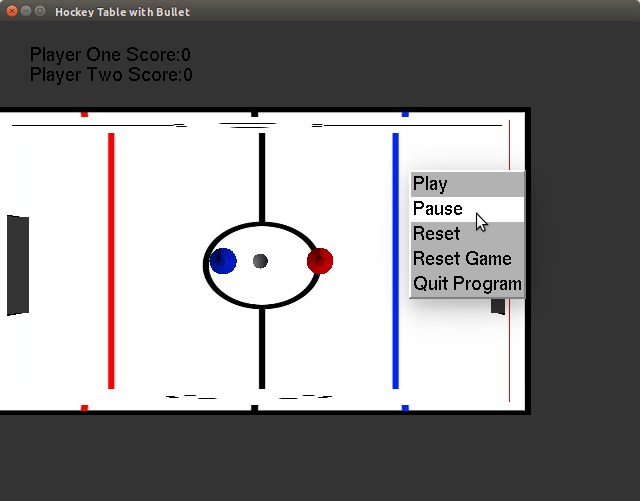 Hockey Table with Bullet
Player One Score:0
Player Two Score:0
Play
Pause
Reset
Reset Game
Quit Program